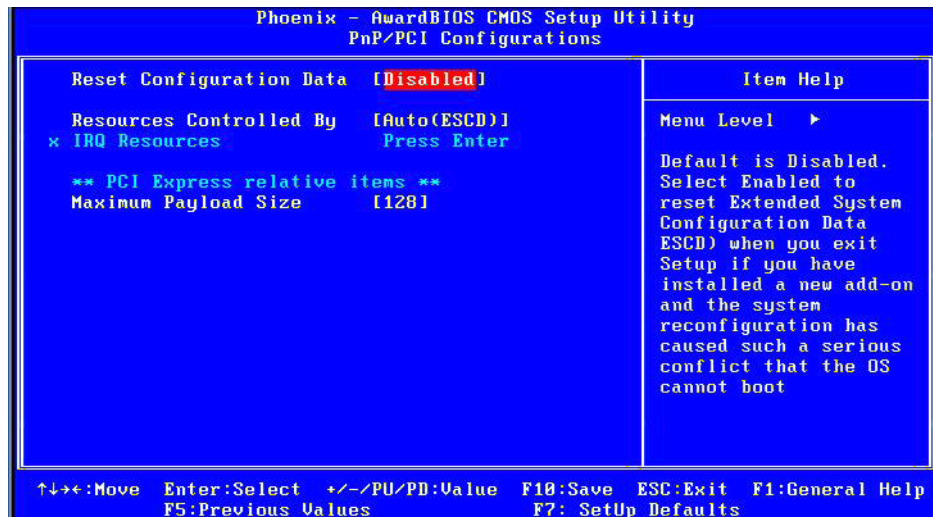 Phoenix - AwardBIOS CMOS Setup Utility
PnP/PCI Configurations
Reset Configuration Data [Disabled]
Resources Controlled By [Auto(ESCD)]
x IRQ Resources Press Enter
** PCI Express relative items **
Maximum Payload Size [128]
Item Help
Menu Level ►
Default is Disabled.
Select Enabled to
reset Extended System
Configuration Data
ESCD) when you exit
Setup if you have
installed a new add-on
and the system
reconfiguration has
caused such a serious
conflict that the OS
cannot boot
↑↓→←:Move Enter:Select +/-/PU/PD:Value F10:Save ESC:Exit F1:General Help
F5:Previous Values F7: SetUp Defaults